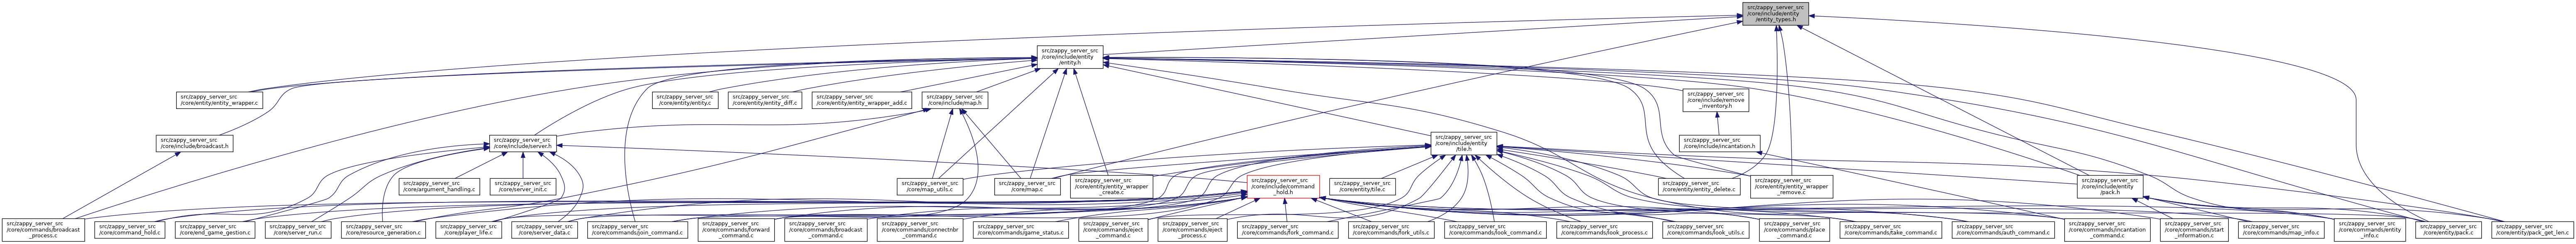 src/zappy_server_src
/core/include/entity
/entity_types.h
src/zappy_server_src
/core/include/entity
/entity.h
src/zappy_server_src
/core/entity/entity_wrapper.c
src/zappy_server_src
/core/entity/entity.c
src/zappy_server_src
/core/entity/entity_diff.c
src/zappy_server_src
/core/entity/entity_wrapper_add.c
src/zappy_server_src
/core/include/map.h
src/zappy_server_src
/core/include/remove
_inventory.h
src/zappy_server_src
/core/include/broadcast.h
src/zappy_server_src
/core/include/server.h
src/zappy_server_src
/core/include/entity
/tile.h
src/zappy_server_src
/core/include/incantation.h
src/zappy_server_src
/core/argument_handling.c
src/zappy_server_src
/core/server_init.c
src/zappy_server_src
/core/map_utils.c
src/zappy_server_src
/core/map.c
src/zappy_server_src
/core/entity/entity_wrapper
_create.c
src/zappy_server_src
/core/include/command
_hold.h
src/zappy_server_src
/core/entity/tile.c
src/zappy_server_src
/core/entity/entity_delete.c
src/zappy_server_src
/core/entity/entity_wrapper
_remove.c
src/zappy_server_src
/core/include/entity
/pack.h
src/zappy_server_src
/core/commands/broadcast
_process.c
src/zappy_server_src
/core/command_hold.c
src/zappy_server_src
/core/end_game_gestion.c
src/zappy_server_src
/core/server_run.c
src/zappy_server_src
/core/resource_generation.c
src/zappy_server_src
/core/player_life.c
src/zappy_server_src
/core/server_data.c
src/zappy_server_src
/core/commands/join_command.c
src/zappy_server_src
/core/commands/forward
_command.c
src/zappy_server_src
/core/commands/broadcast
_command.c
src/zappy_server_src
/core/commands/connectnbr
_command.c
src/zappy_server_src
/core/commands/game_status.c
src/zappy_server_src
/core/commands/eject
_command.c
src/zappy_server_src
/core/commands/eject
_process.c
src/zappy_server_src
/core/commands/fork_command.c
src/zappy_server_src
/core/commands/fork_utils.c
src/zappy_server_src
/core/commands/look_command.c
src/zappy_server_src
/core/commands/look_process.c
src/zappy_server_src
/core/commands/look_utils.c
src/zappy_server_src
/core/commands/place
_command.c
src/zappy_server_src
/core/commands/take_command.c
src/zappy_server_src
/core/commands/auth_command.c
src/zappy_server_src
/core/commands/incantation
_command.c
src/zappy_server_src
/core/commands/start
_information.c
src/zappy_server_src
/core/commands/map_info.c
src/zappy_server_src
/core/commands/entity
_info.c
src/zappy_server_src
/core/entity/pack.c
src/zappy_server_src
/core/entity/pack_get_len.c